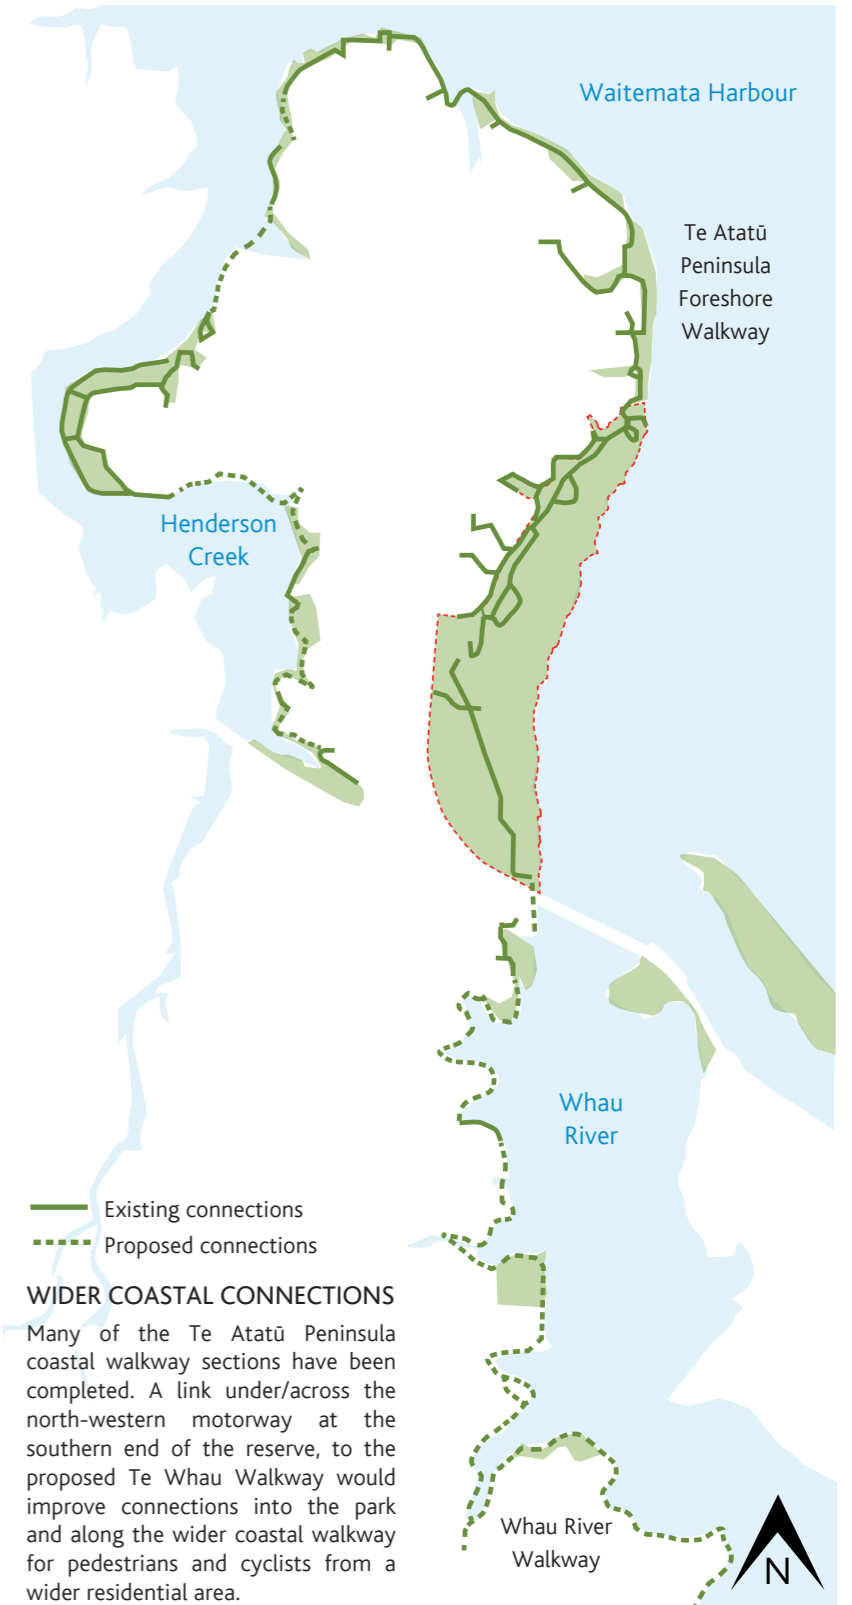 Waitemata Harbour
Te Atatū
Peninsula
Foreshore
Walkway
Henderson
Creek
Whau
River
Existing connections
Proposed connections
WIDER COASTAL CONNECTIONS
Many of the Te Atatū Peninsula
coastal walkway sections have been
completed. A link under/across the
north-western motorway at the
southern end of the reserve, to the
proposed Te Whau Walkway would
improve connections into the park
and along the wider coastal walkway
for pedestrians and cyclists from a
wider residential area.
Whau River
Walkway
N